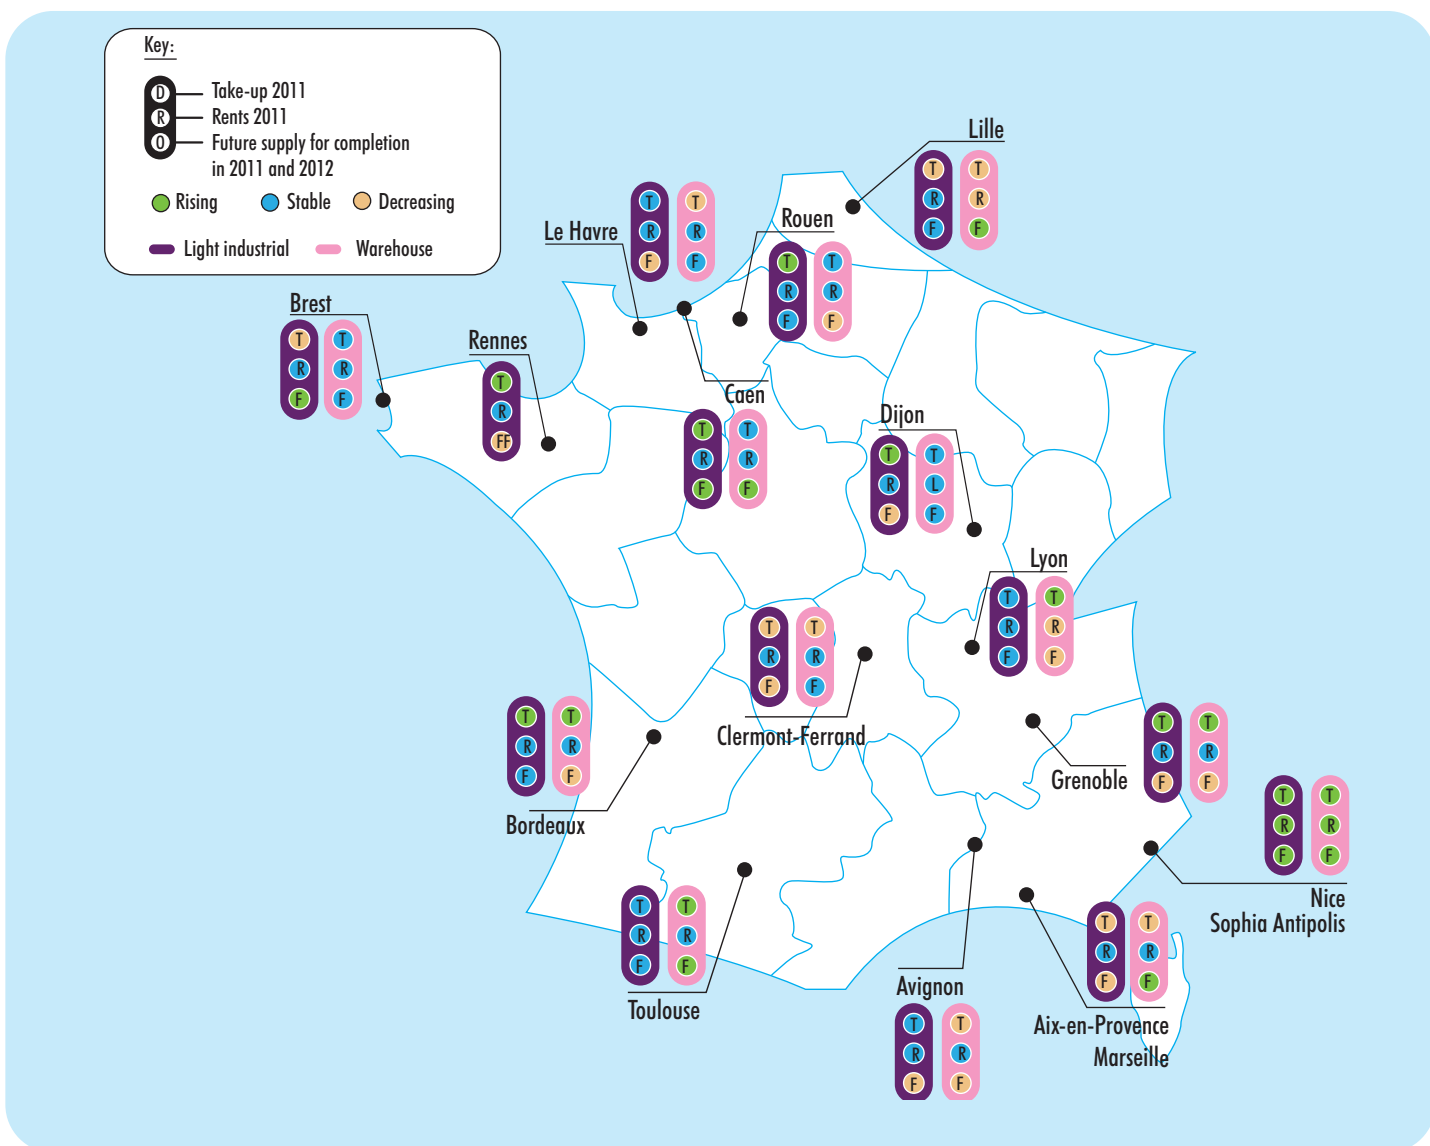 Key:
D Take-up 2011
R Rents 2011
O Future supply for completion
in 2011 and 2012
Rising Stable Decreasing
Light industrial Warehouse
Lille
T T
R R
F F
Le Havre
T T
R R
F F
Rouen
T T
R R
F F
Brest
T T
R R
F F
Rennes
T
R
FF
Caen
T T
R R
F F
Dijon
T T
R L
F F
Lyon
T T
R R
F F
Clermont-Ferrand
T T
R R
F F
Bordeaux
T T
R R
F F
Grenoble
T T
R R
F F
Nice
Sophia Antipolis
T T
R R
F F
Toulouse
T T
R R
F F
Avignon
T T
R R
F F
Aix-en-Provence
Marseille
T T
R R
F F